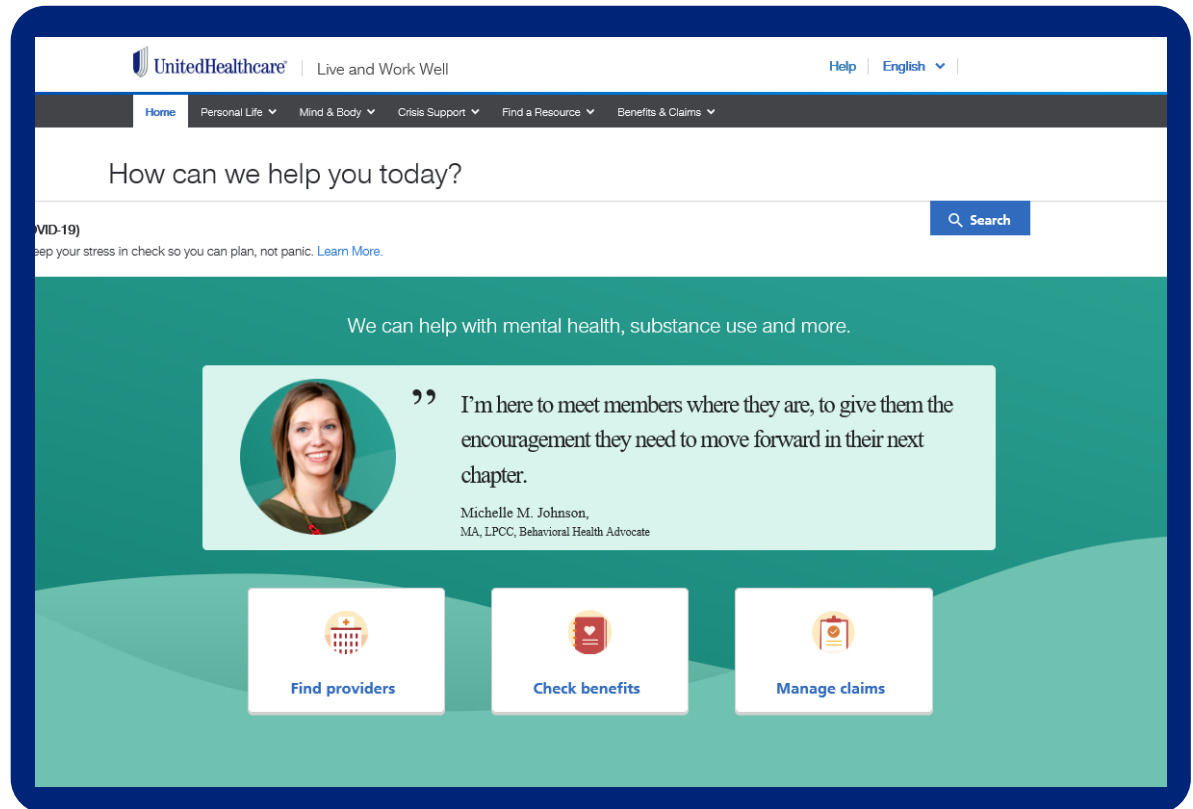 UnitedHealthcare® Live and Work Well Help English
Home Personal Life Mind & Body Crisis Support Find a Resource Benefits & Claims
How can we help you today?
Search
OVID-19)
eep your stress in check so you can plan, not panic. Learn More.
We can help with mental health, substance use and more.
” I’m here to meet members where they are, to give them the
encouragement they need to move forward in their next
chapter.
Michelle M. Johnson,
MA, LPCC, Behavioral Health Advocate
Find providers Check benefits Manage claims